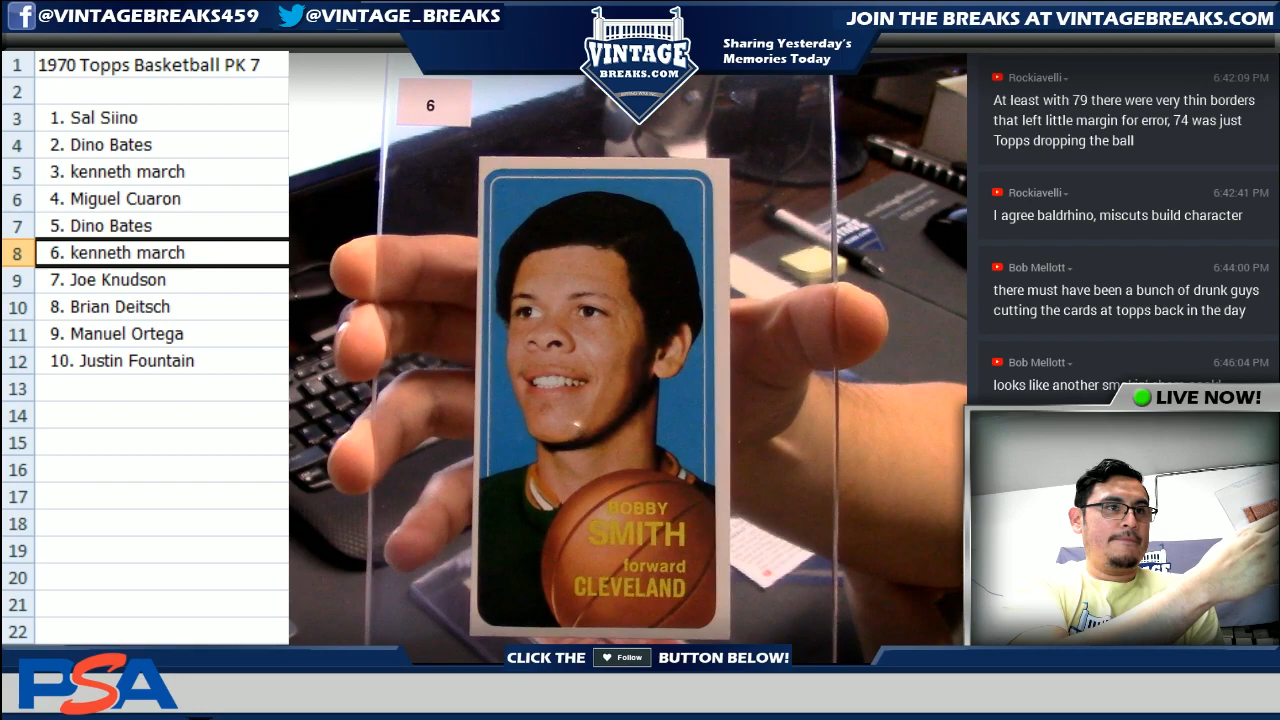 @VINTAGEBREAKS459
@VINTAGE_BREAKS
VINTAGE
BREAKS.COM
Sharing Yesterday's
Memories Today
JOIN THE BREAKS AT VINTAGEBREAKS.COM
1 1970 Topps Basketball PK 7
2
3 1. Sal Siino
4 2. Dino Bates
5 3. kenneth march
6 4. Miguel Cuaron
7 5. Dino Bates
8 6. kenneth march
9 7. Joe Knudson
10 8. Brian Deitsch
11 9. Manuel Ortega
12 10. Justin Fountain
13
14
15
16
17
18
19
20
21
22
6
BOBBY
SMITH
forward
CLEVELAND
Rockiavelli 6:42:09 PM
At least with 79 there were very thin borders
that left little margin for error, 74 was just
Topps dropping the ball
Rockiavelli 6:42:41 PM
I agree baldrhino, miscuts build character
Bob Mellott 6:44:00 PM
there must have been a bunch of drunk guys
cutting the cards at topps back in the day
Bob Mellott 6:46:04 PM
looks like another
LIVE NOW!
CLICK THE Follow BUTTON BELOW!
PSA